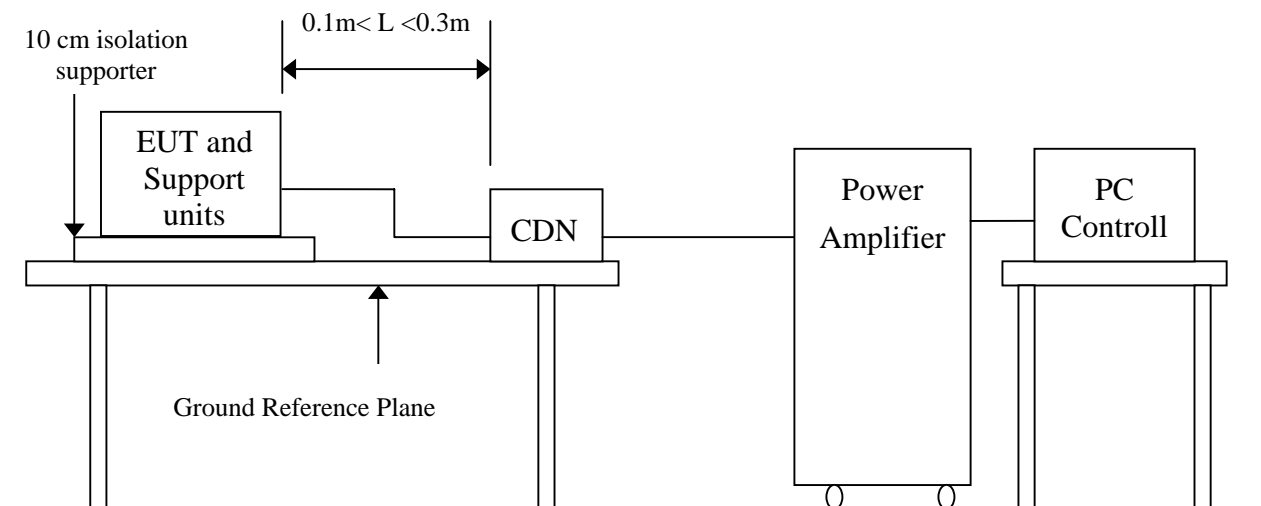 0.1m< L <0.3m
10 cm isolation
supporter
EUT and
Support
units
CDN
Power
Amplifier
PC
Controll
Ground Reference Plane